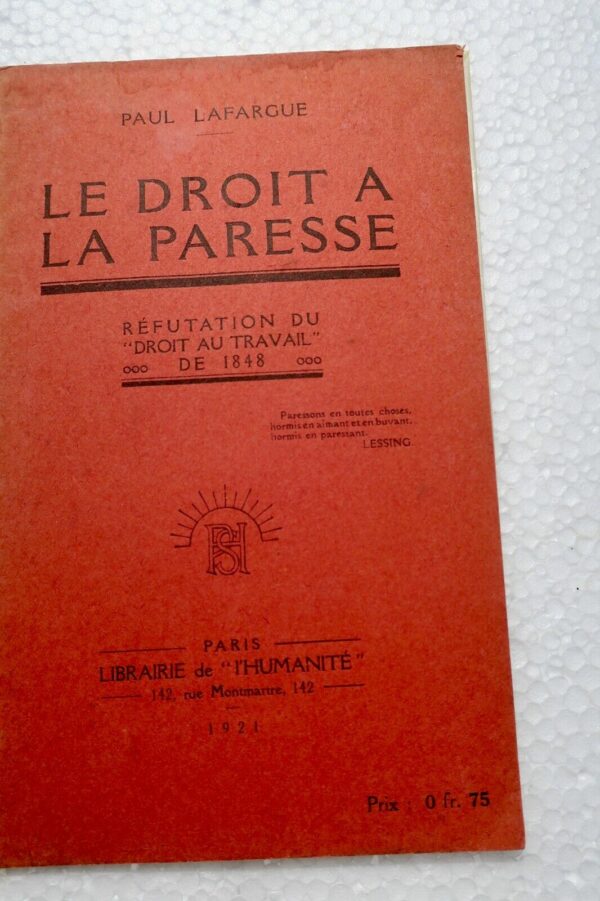 PAUL LAFARGUE
LE DROIT A
LA PARESSE
RÉFUTATION DU
"DROIT AU TRAVAIL"
ooo DE 1848 ooo
Paressons en toutes choses,
hormis en aimant et en buvant,
hormis en paressant.
LESSING
PARIS
LIBRAIRIE de "l'HUMANITÉ"
142, rue Montmartre, 142
1921
Prix : 0 fr. 75